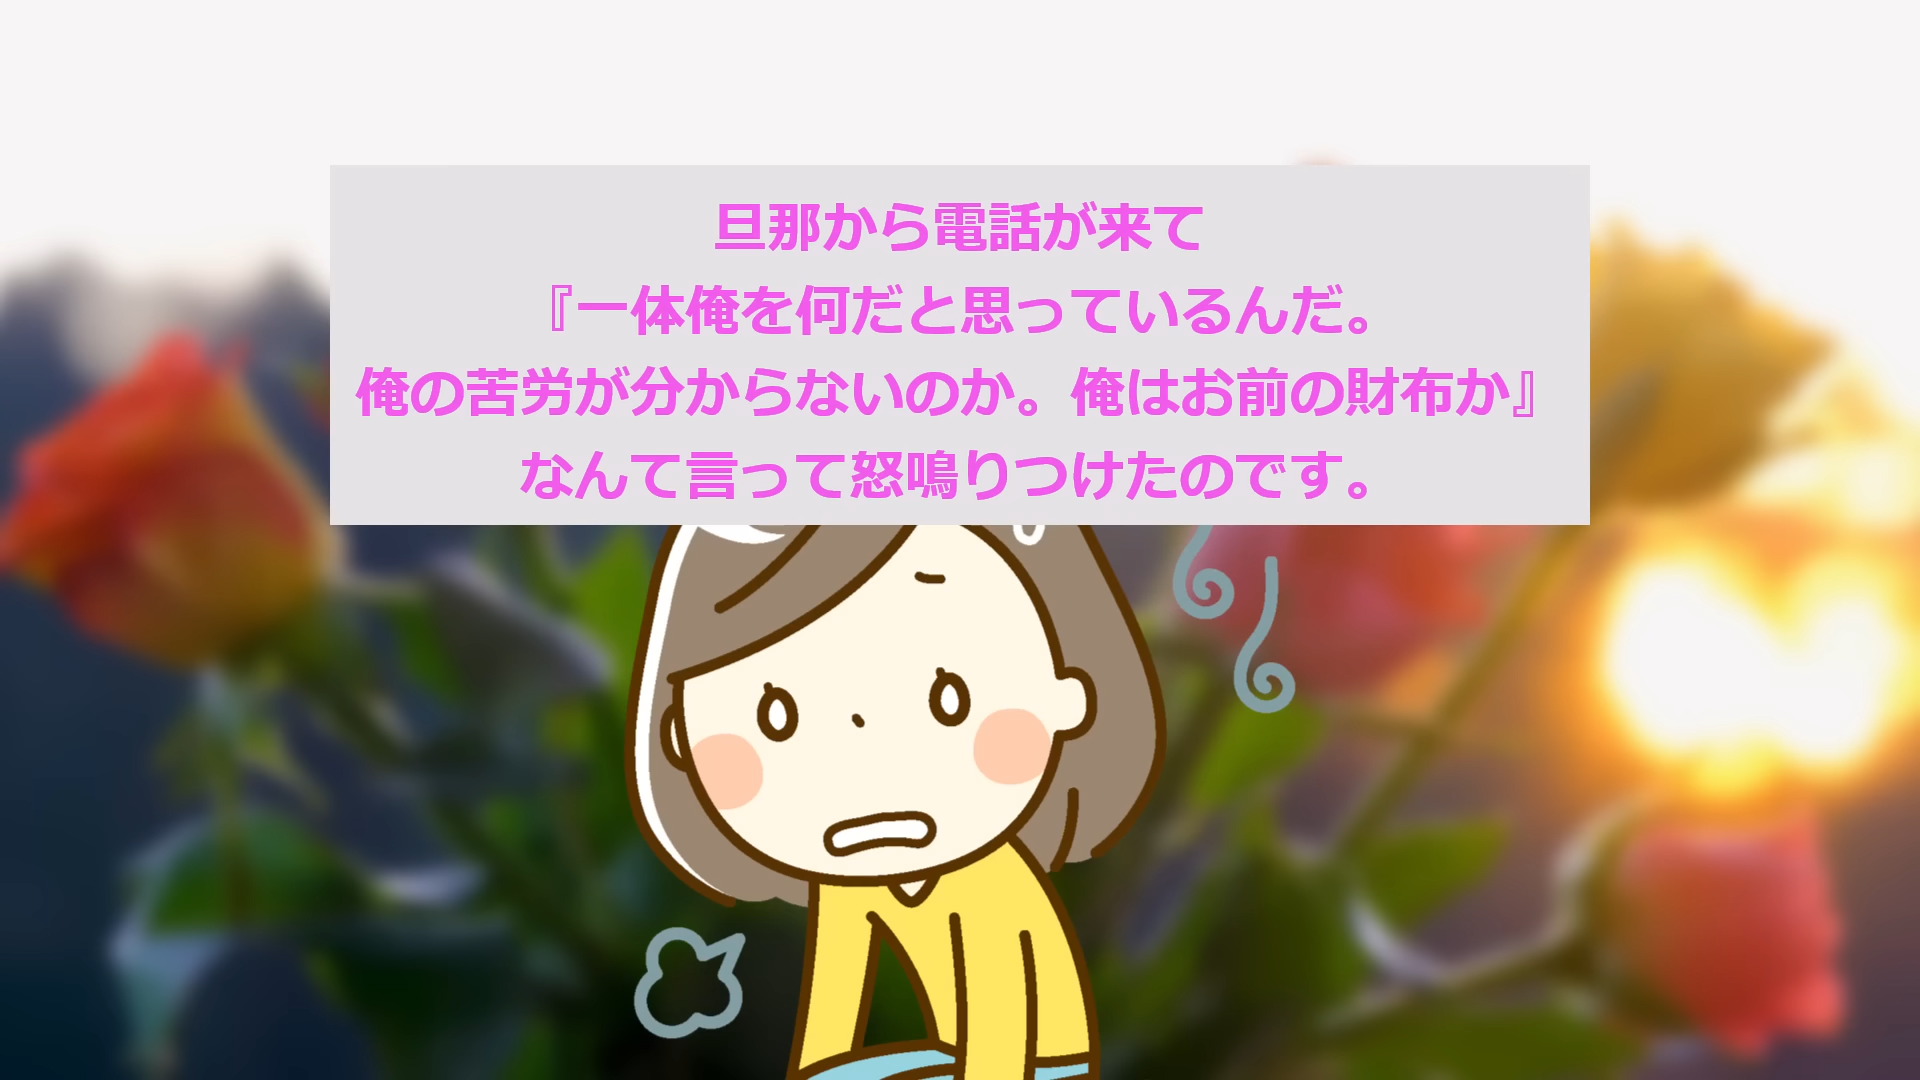 旦那から電話が来て
『一体俺を何だと思っているんだ。
俺の苦労が分からないのか。俺はお前の財布か』
なんて言って怒鳴りつけたのです。